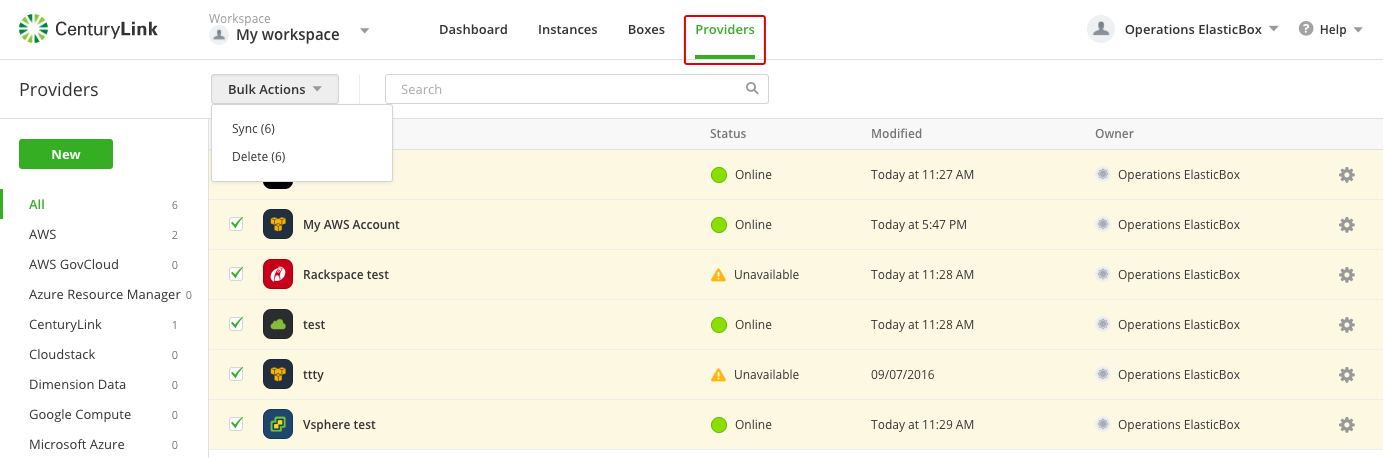 CenturyLink
Workspace
My workspace
Dashboard
Instances
Boxes
Providers
Operations ElasticBox
Help
Providers
Bulk Actions
Search
Sync (6)
Delete (6)
Status
Modified
Owner
New
All 6
AWS 2
AWS GovCloud 0
Azure Resource Manager 0
CenturyLink 1
Cloudstack 0
Dimension Data 0
Google Compute 0
Microsoft Azure 0
Online Today at 11:27 AM Operations ElasticBox
My AWS Account Online Today at 5:47 PM Operations ElasticBox
Rackspace test Unavailable Today at 11:28 AM Operations ElasticBox
test Online Today at 11:28 AM Operations ElasticBox
ttty Unavailable 09/07/2016 Operations ElasticBox
Vsphere test Online Today at 11:29 AM Operations ElasticBox